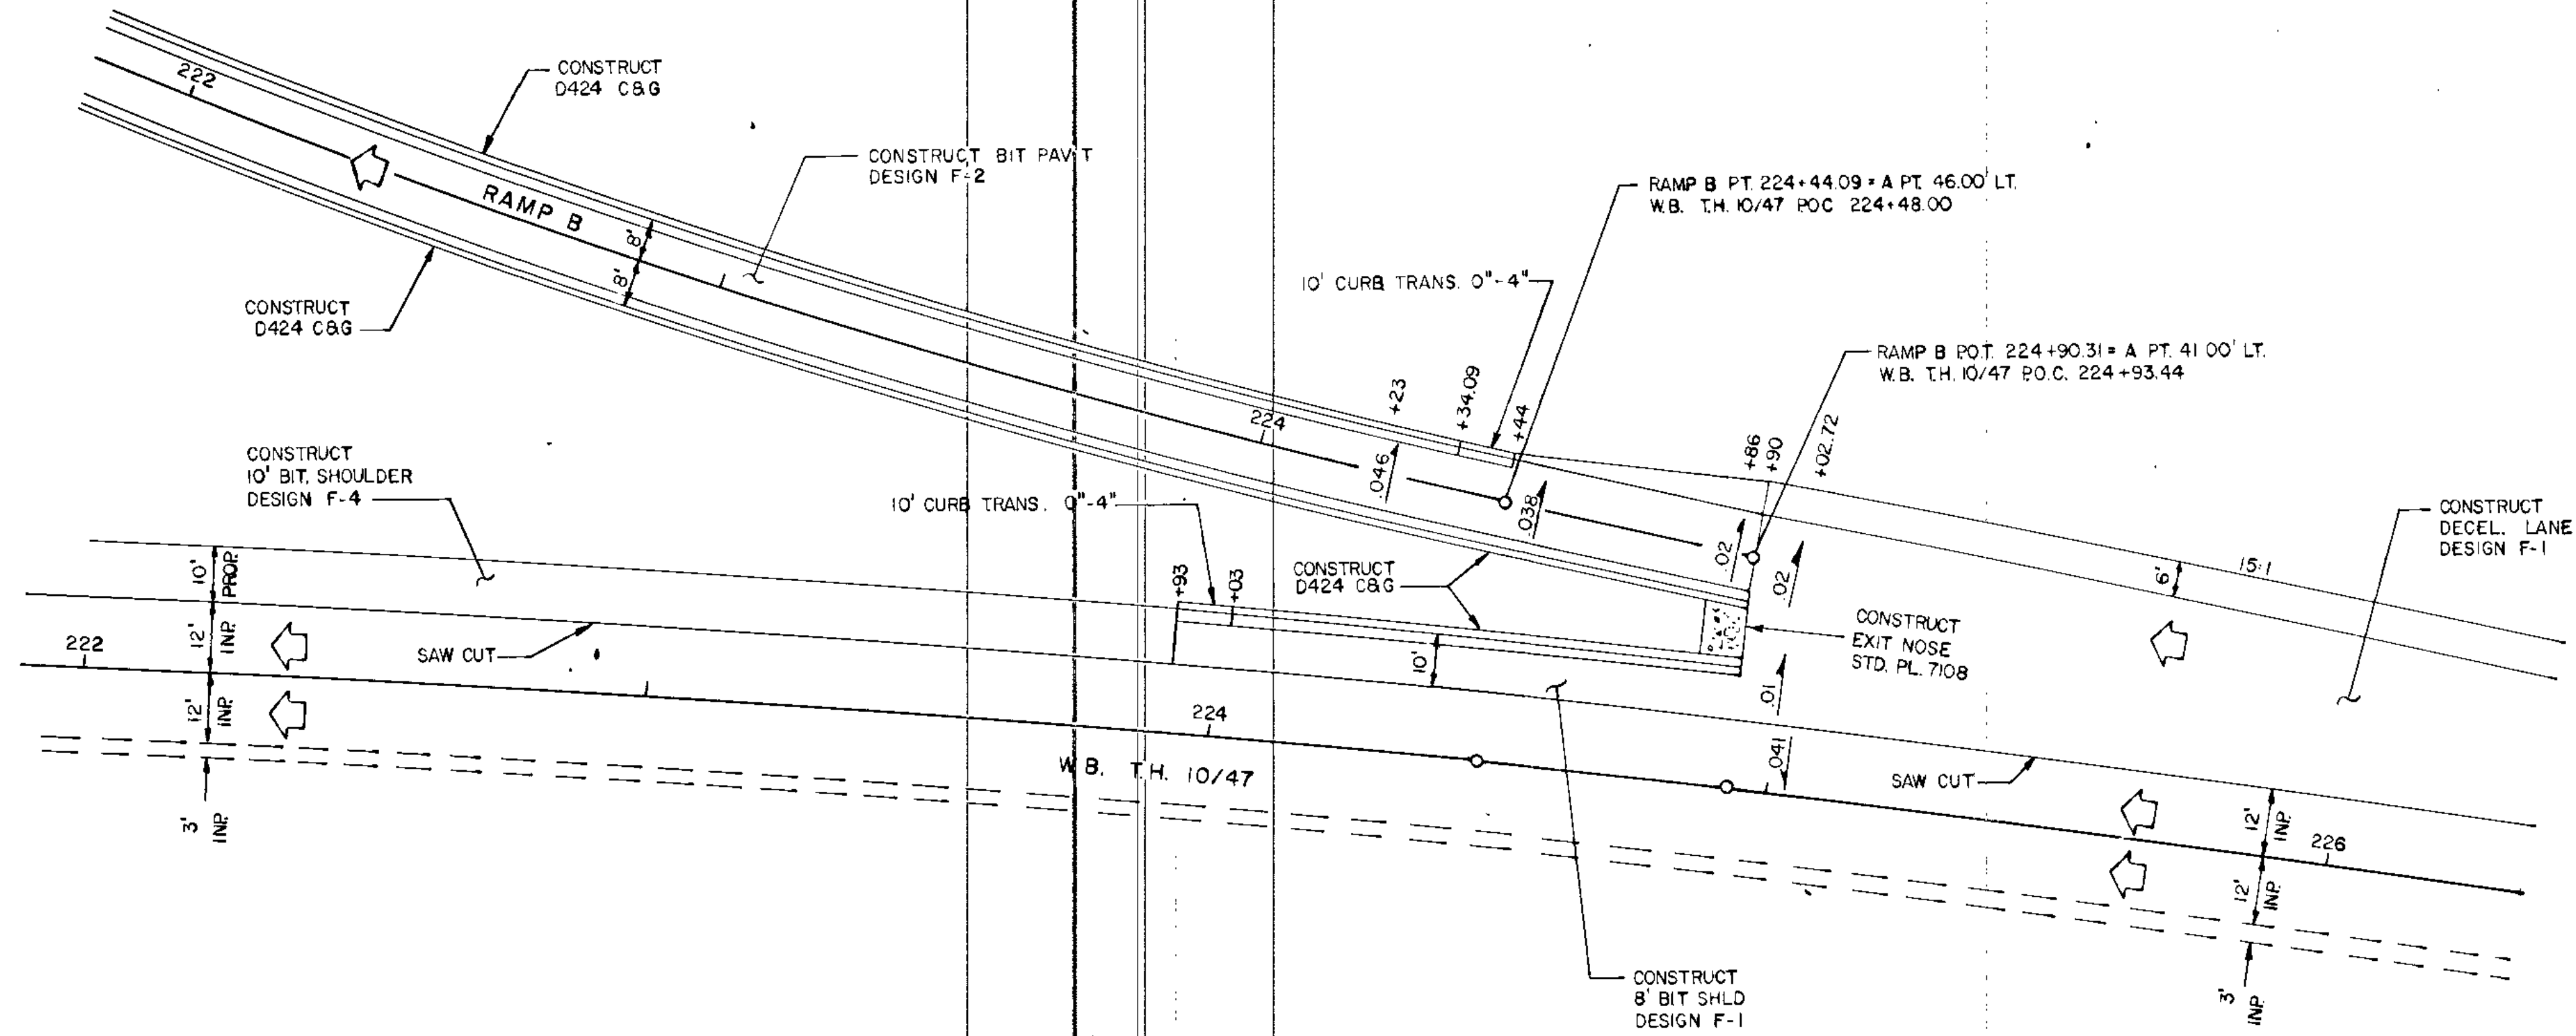 222
CONSTRUCT
D424 C&G
RAMP B
8'
8'
CONSTRUCT BIT PAV'T
DESIGN F-2
CONSTRUCT
D424 C&G
RAMP B PT. 224+44.09 = A PT. 46.00' LT.
W.B. T.H. 10/47 P.O.C. 224+48.00
10' CURB TRANS. 0"-4"
RAMP B P.O.T. 224+90.31 = A PT. 41.00' LT.
W.B. T.H. 10/47 P.O.C. 224+93.44
224
+23
+34.09
+44
+86
+90
+02.72
.046
.038
.02
.02
CONSTRUCT
10' BIT. SHOULDER
DESIGN F-4
10' CURB TRANS. 0"-4"
CONSTRUCT
DECEL. LANE
DESIGN F-1
10'
PROP.
+93
+03
CONSTRUCT
D424 C&G
6'
15:1
CONSTRUCT
EXIT NOSE
STD. PL. 7108
222
12'
INP.
SAW CUT
10'
.01
.041
12'
INP.
224
W.B. T.H. 10/47
SAW CUT
3'
INP.
12'
INP.
226
12'
INP.
CONSTRUCT
8' BIT SHLD
DESIGN F-1
3'
INP.